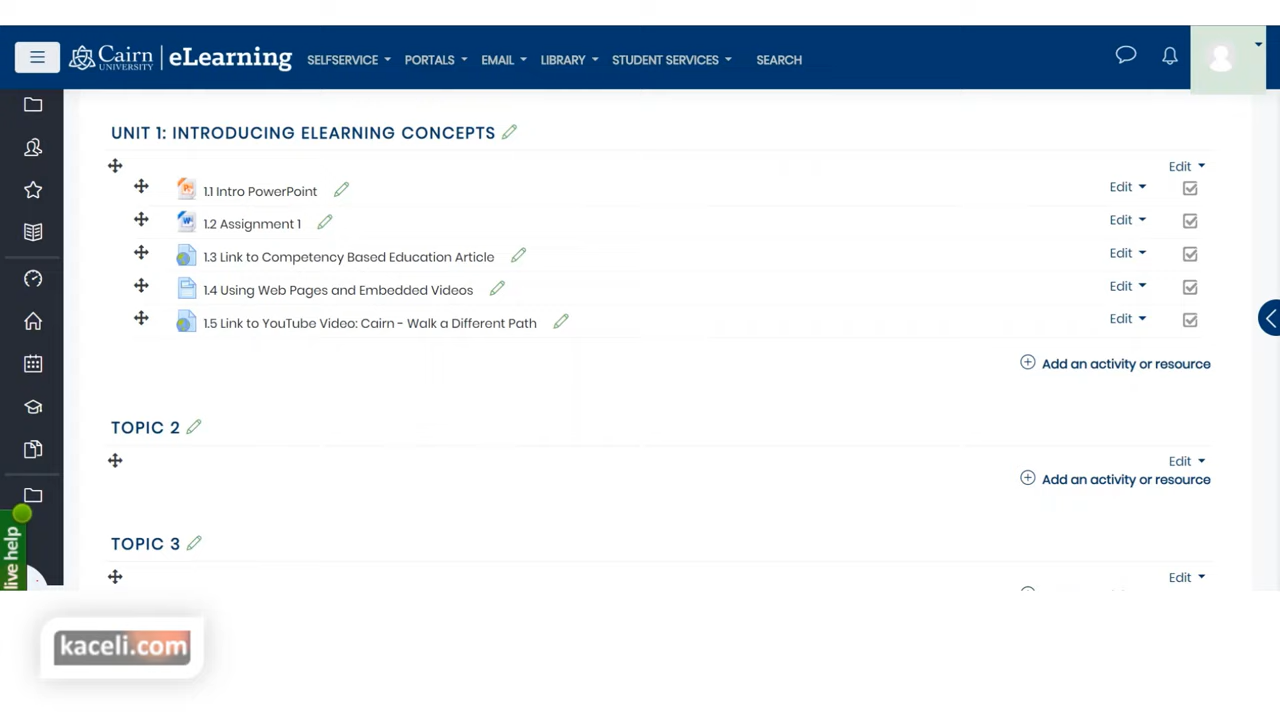 Cairn UNIVERSITY | eLearning SELFSERVICE PORTALS EMAIL LIBRARY STUDENT SERVICES SEARCH
UNIT 1: INTRODUCING ELEARNING CONCEPTS
Edit
1.1 Intro PowerPoint Edit
1.2 Assignment 1 Edit
1.3 Link to Competency Based Education Article Edit
1.4 Using Web Pages and Embedded Videos Edit
1.5 Link to YouTube Video: Cairn - Walk a Different Path Edit
Add an activity or resource
TOPIC 2
Edit
Add an activity or resource
TOPIC 3
Edit
live help
kaceli.com